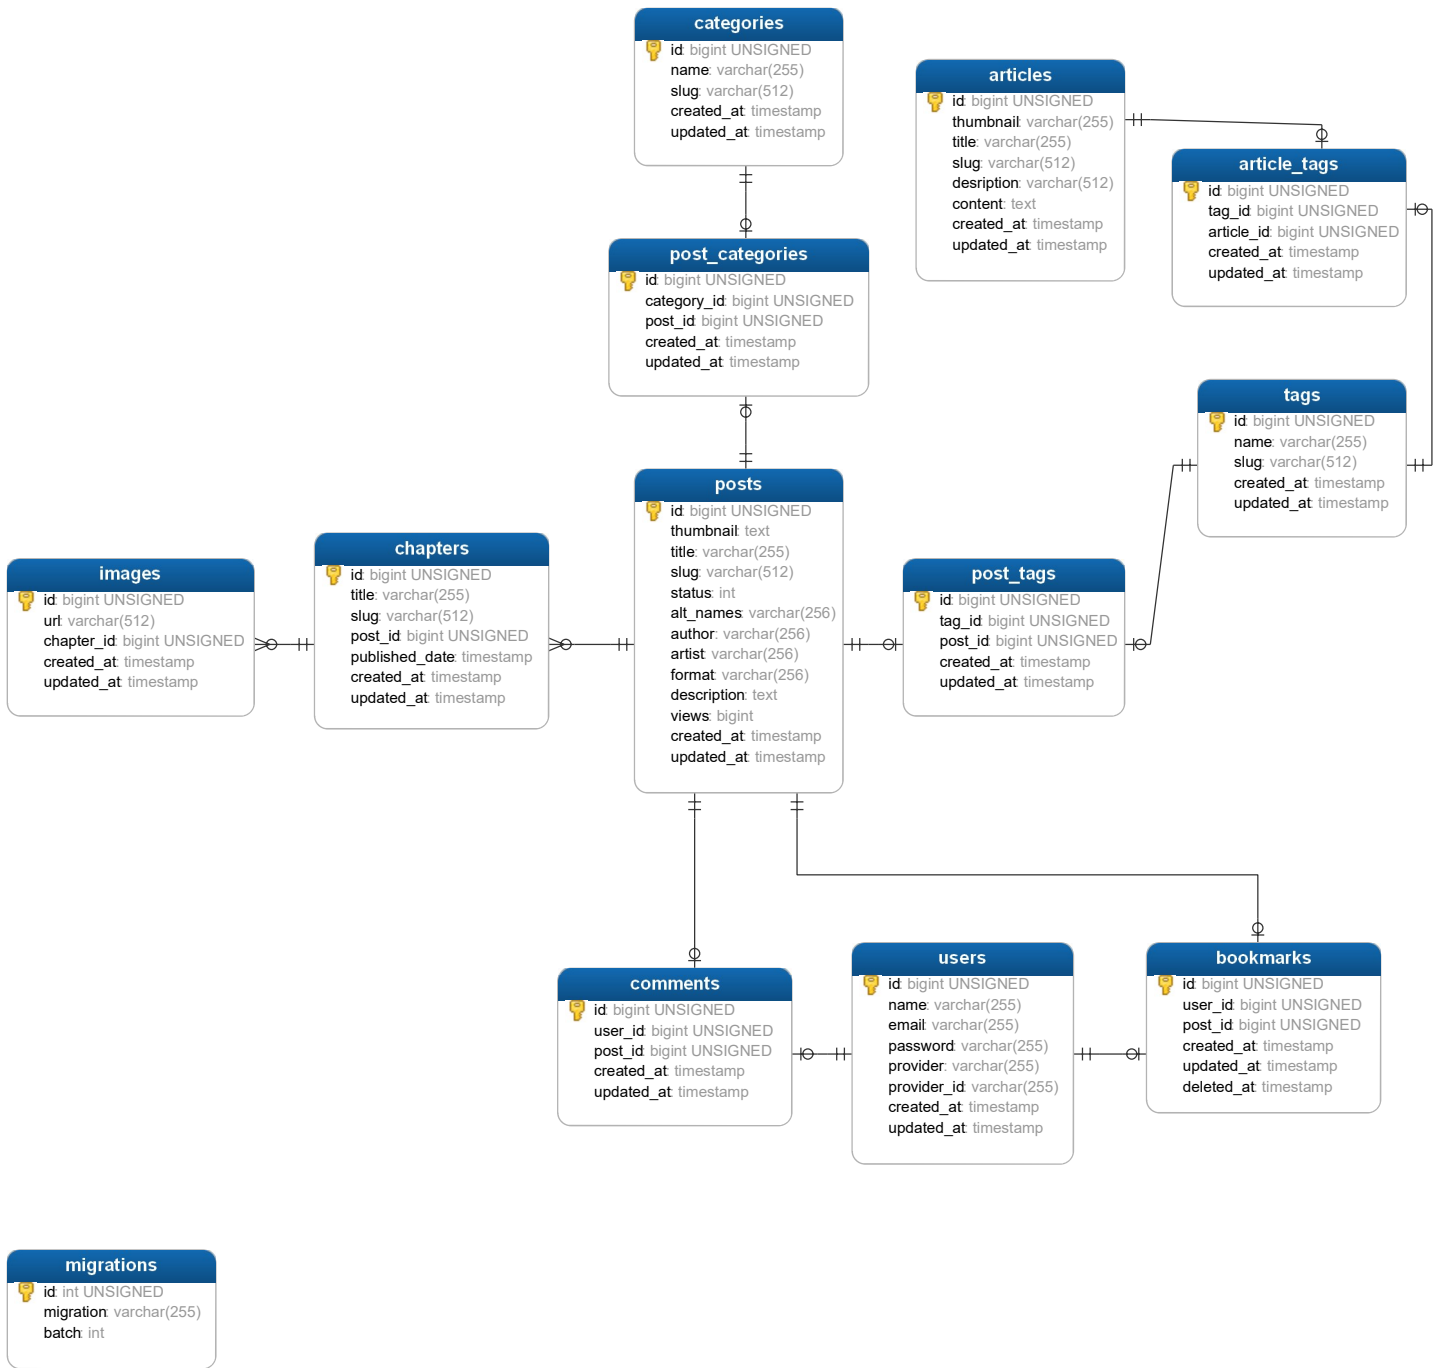 categories
id: bigint UNSIGNED
name: varchar(255)
slug: varchar(512)
created_at: timestamp
updated_at: timestamp
articles
id: bigint UNSIGNED
thumbnail: varchar(255)
title: varchar(255)
slug: varchar(512)
desription: varchar(512)
content: text
created_at: timestamp
updated_at: timestamp
article_tags
id: bigint UNSIGNED
tag_id: bigint UNSIGNED
article_id: bigint UNSIGNED
created_at: timestamp
updated_at: timestamp
post_categories
id: bigint UNSIGNED
category_id: bigint UNSIGNED
post_id: bigint UNSIGNED
created_at: timestamp
updated_at: timestamp
tags
id: bigint UNSIGNED
name: varchar(255)
slug: varchar(512)
created_at: timestamp
updated_at: timestamp
images
id: bigint UNSIGNED
url: varchar(512)
chapter_id: bigint UNSIGNED
created_at: timestamp
updated_at: timestamp
chapters
id: bigint UNSIGNED
title: varchar(255)
slug: varchar(512)
post_id: bigint UNSIGNED
published_date: timestamp
created_at: timestamp
updated_at: timestamp
posts
id: bigint UNSIGNED
thumbnail: text
title: varchar(255)
slug: varchar(512)
status: int
alt_names: varchar(256)
author: varchar(256)
artist: varchar(256)
format: varchar(256)
description: text
views: bigint
created_at: timestamp
updated_at: timestamp
post_tags
id: bigint UNSIGNED
tag_id: bigint UNSIGNED
post_id: bigint UNSIGNED
created_at: timestamp
updated_at: timestamp
comments
id: bigint UNSIGNED
user_id: bigint UNSIGNED
post_id: bigint UNSIGNED
created_at: timestamp
updated_at: timestamp
users
id: bigint UNSIGNED
name: varchar(255)
email: varchar(255)
password: varchar(255)
provider: varchar(255)
provider_id: varchar(255)
created_at: timestamp
updated_at: timestamp
bookmarks
id: bigint UNSIGNED
user_id: bigint UNSIGNED
post_id: bigint UNSIGNED
created_at: timestamp
updated_at: timestamp
deleted_at: timestamp
migrations
id: int UNSIGNED
migration: varchar(255)
batch: int